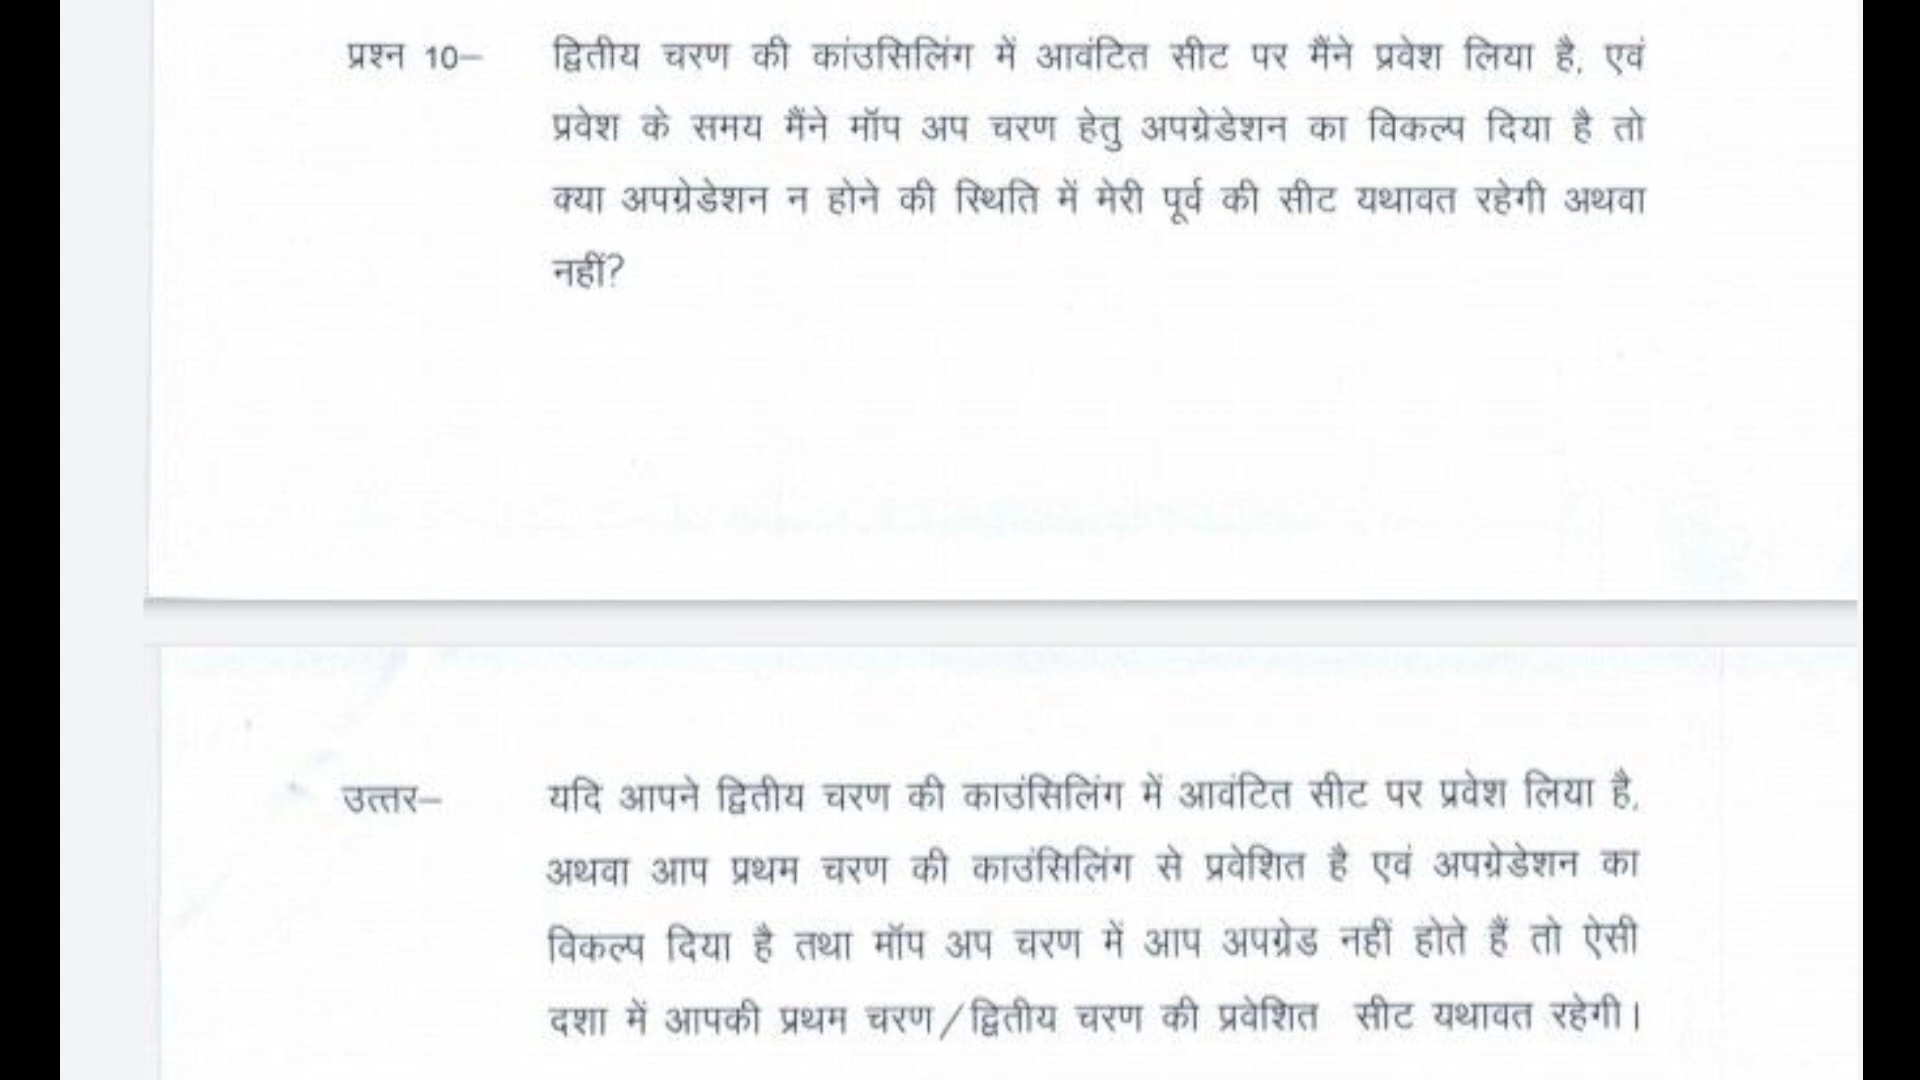 प्रश्न 10– द्वितीय चरण की कांउसिलिंग में आवंटित सीट पर मैंने प्रवेश लिया है, एवं
प्रवेश के समय मैंने मॉप अप चरण हेतु अपग्रेडेशन का विकल्प दिया है तो
क्या अपग्रेडेशन न होने की स्थिति में मेरी पूर्व की सीट यथावत रहेगी अथवा
नहीं?
उत्तर– यदि आपने द्वितीय चरण की काउंसिलिंग में आवंटित सीट पर प्रवेश लिया है,
अथवा आप प्रथम चरण की काउंसिलिंग से प्रवेशित है एवं अपग्रेडेशन का
विकल्प दिया है तथा मॉप अप चरण में आप अपग्रेड नहीं होते हैं तो ऐसी
दशा में आपकी प्रथम चरण/द्वितीय चरण की प्रवेशित सीट यथावत रहेगी।